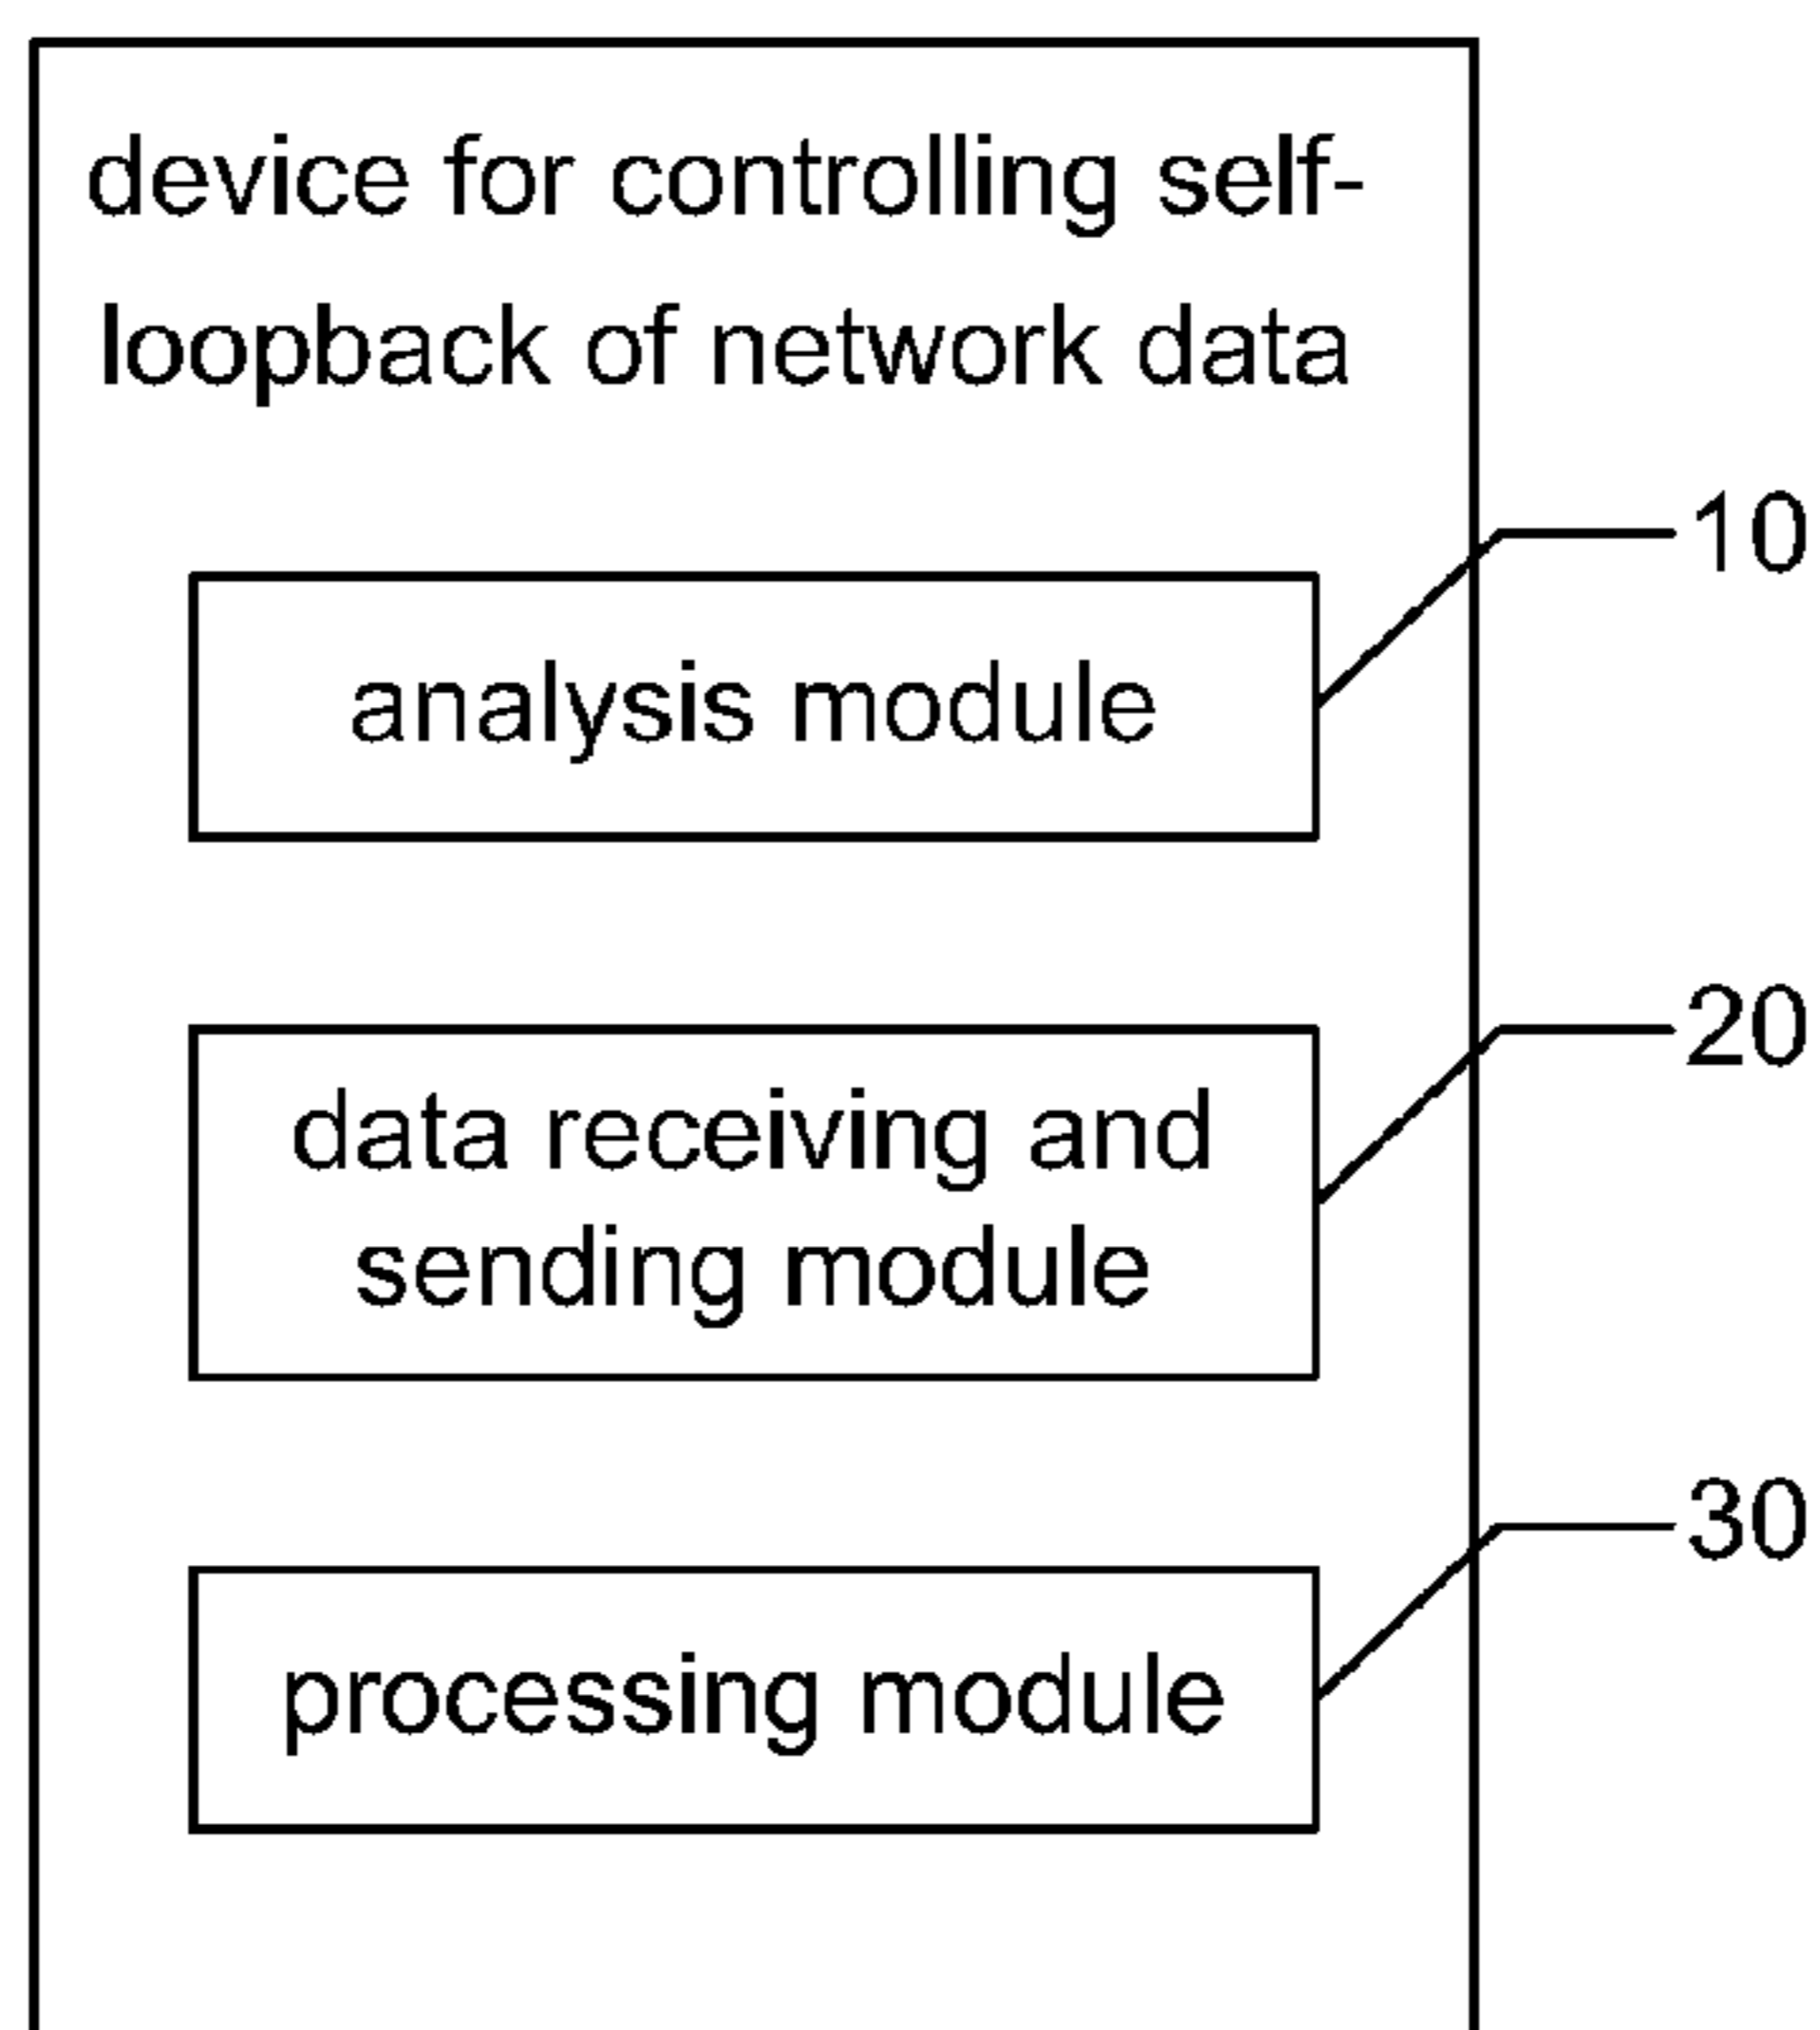 device for controlling self-
loopback of network data
10
analysis module
20
data receiving and
sending module
30
processing module